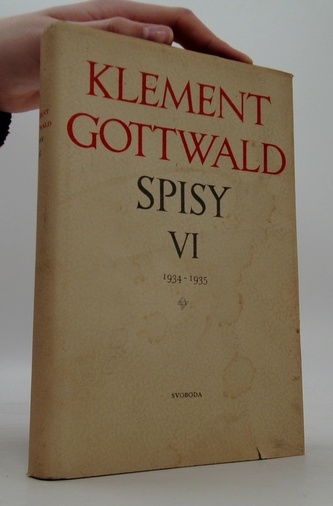 KLEMENT
GOTTWALD
SPISY
VI
1934-1935
SVOBODA